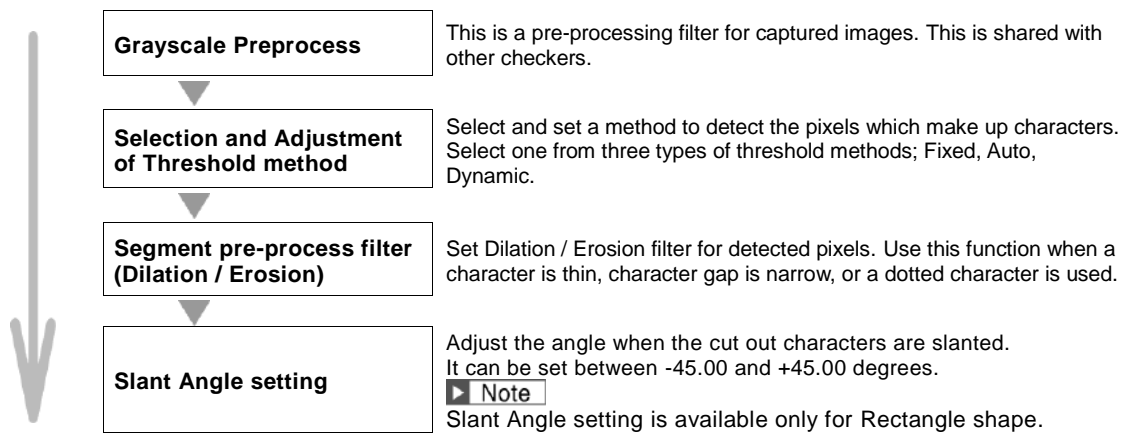 Grayscale Preprocess
This is a pre-processing filter for captured images. This is shared with
other checkers.
Selection and Adjustment
of Threshold method
Select and set a method to detect the pixels which make up characters.
Select one from three types of threshold methods; Fixed, Auto,
Dynamic.
Segment pre-process filter
(Dilation / Erosion)
Set Dilation / Erosion filter for detected pixels. Use this function when a
character is thin, character gap is narrow, or a dotted character is used.
Slant Angle setting
Adjust the angle when the cut out characters are slanted.
It can be set between -45.00 and +45.00 degrees.
Note
Slant Angle setting is available only for Rectangle shape.